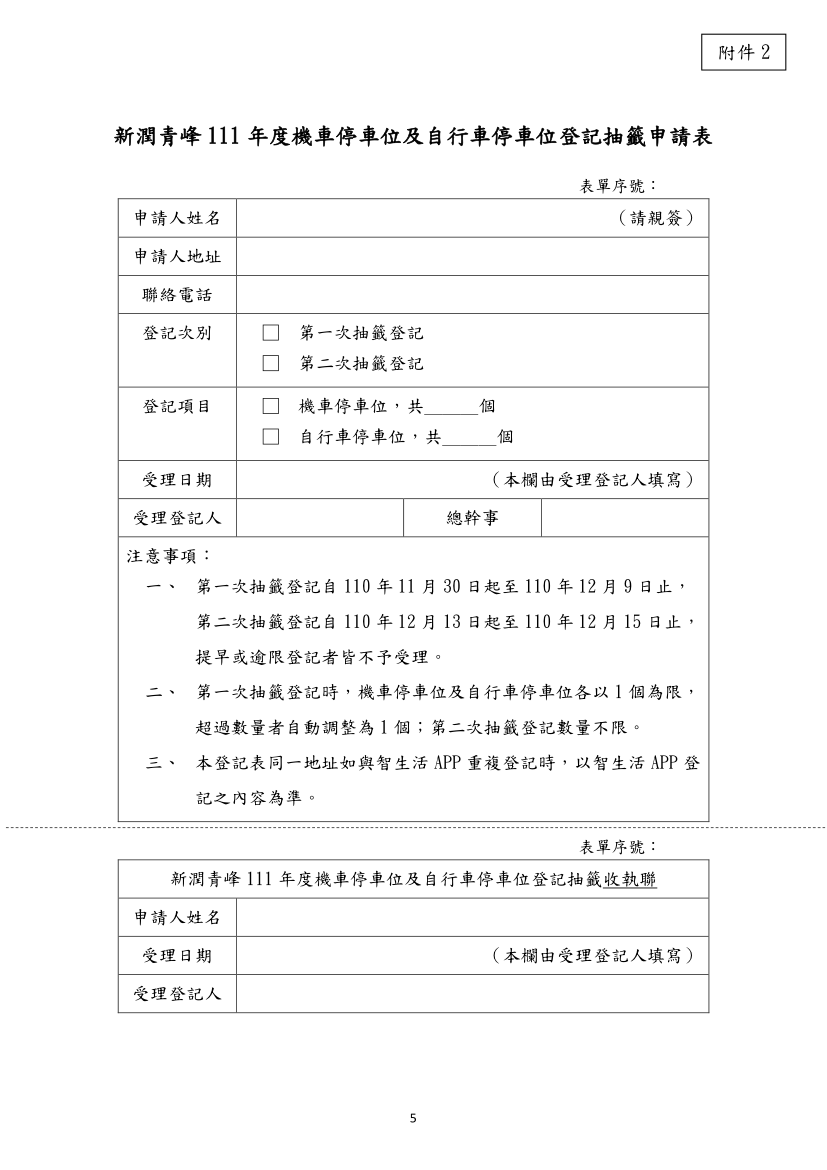 附件 2
新潤青峰 111 年度機車停車位及自行車停車位登記抽籤申請表
表單序號：
申請人姓名 （請親簽）
申請人地址
聯絡電話
登記次別 □ 第一次抽籤登記
□ 第二次抽籤登記
登記項目 □ 機車停車位，共______個
□ 自行車停車位，共______個
受理日期 （本欄由受理登記人填寫）
受理登記人 總幹事
注意事項：
一、 第一次抽籤登記自 110 年 11 月 30 日起至 110 年 12 月 9 日止，
第二次抽籤登記自 110 年 12 月 13 日起至 110 年 12 月 15 日止，
提早或逾限登記者皆不予受理。
二、 第一次抽籤登記時，機車停車位及自行車停車位各以 1 個為限，
超過數量者自動調整為 1 個；第二次抽籤登記數量不限。
三、 本登記表同一地址如與智生活 APP 重複登記時，以智生活 APP 登
記之內容為準。
表單序號：
新潤青峰 111 年度機車停車位及自行車停車位登記抽籤收執聯
申請人姓名
受理日期 （本欄由受理登記人填寫）
受理登記人
5